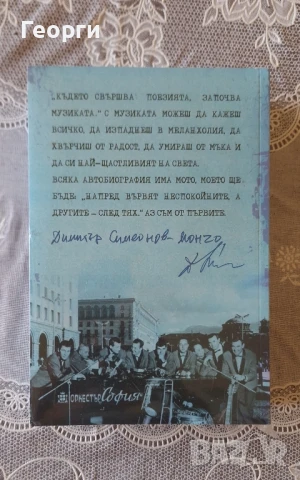 Георги
„КЪДЕТО СВЪРШВА ПОЕЗИЯТА, ЗАПОЧВА
МУЗИКАТА." С МУЗИКАТА МОЖЕШ ДА КАЖЕШ
ВСИЧКО, ДА ИЗПАДНЕШ В МЕЛАНХОЛИЯ, ДА
ХВЪРЧИШ ОТ РАДОСТ, ДА УМИРАШ ОТ МЪКА И
ДА СИ НАЙ-ЩАСТЛИВИЯТ НА СВЕТА.
ВСЯКА АВТОБИОГРАФИЯ ИМА МОТО, МОЕТО ЩЕ
БЪДЕ: „НАПРЕД ВЪРВЯТ НЕСПОКОЙНИТЕ, А
ДРУГИТЕ – СЛЕД ТЯХ." АЗ СЪМ ОТ ПЪРВИТЕ.
Димитър Симеонов-Мончо
ОРКЕСТЪР СОФИЯ
BAZAR